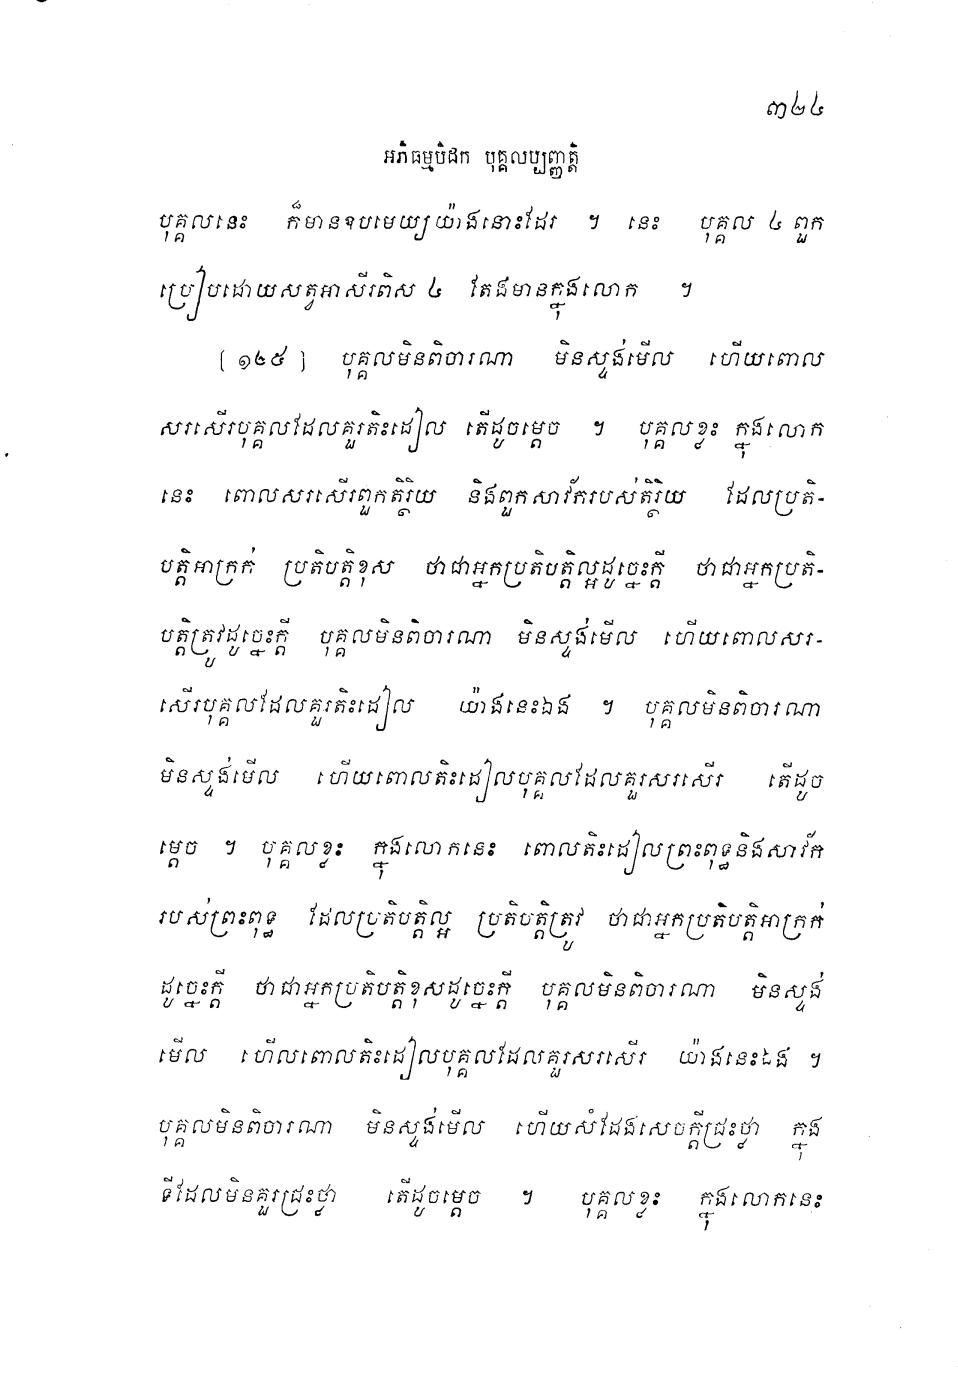 ៣២៤
អភិធម្មបិដក បុគ្គលប្បញ្ញត្តិ
បុគ្គលនេះ ក៏មានឧបមេយ្យយ៉ាងនោះដែរ ។ នេះ បុគ្គល ៤ ពួក
ប្រៀបដោយសត្វអាសីរពិស ៤ តែងមានក្នុងលោក ។
[១២៥] បុគ្គលមិនពិចារណា មិនស្ទង់មើល ហើយពោល
សរសើរបុគ្គលដែលគួរតិះដៀល តើដូចម្តេច ។ បុគ្គលខ្លះ ក្នុងលោក
នេះ ពោលសរសើរពួកតិរ្ថិយ និងពួកសាវ័ករបស់តិរ្ថិយ ដែលប្រតិ-
បត្តិអាក្រក់ ប្រតិបត្តិខុស ថាជាអ្នកប្រតិបត្តិល្អដូច្នេះក្តី ថាជាអ្នកប្រតិ-
បត្តិត្រូវដូច្នេះក្តី បុគ្គលមិនពិចារណា មិនស្ទង់មើល ហើយពោលសរ-
សើរបុគ្គលដែលគួរតិះដៀល យ៉ាងនេះឯង ។ បុគ្គលមិនពិចារណា
មិនស្ទង់មើល ហើយពោលតិះដៀលបុគ្គលដែលគួរសរសើរ តើដូច
ម្តេច ។ បុគ្គលខ្លះ ក្នុងលោកនេះ ពោលតិះដៀលព្រះពុទ្ធនិងសាវ័ក
របស់ព្រះពុទ្ធ ដែលប្រតិបត្តិល្អ ប្រតិបត្តិត្រូវ ថាជាអ្នកប្រតិបត្តិអាក្រក់
ដូច្នេះក្តី ថាជាអ្នកប្រតិបត្តិខុសដូច្នេះក្តី បុគ្គលមិនពិចារណា មិនស្ទង់
មើល ហើលពោលតិះដៀលបុគ្គលដែលគួរសរសើរ យ៉ាងនេះឯង ។
បុគ្គលមិនពិចារណា មិនស្ទង់មើល ហើយសំដែងសេចក្តីជ្រះថ្លា ក្នុង
ទីដែលមិនគួរជ្រះថ្លា តើដូចម្តេច ។ បុគ្គលខ្លះ ក្នុងលោកនេះ